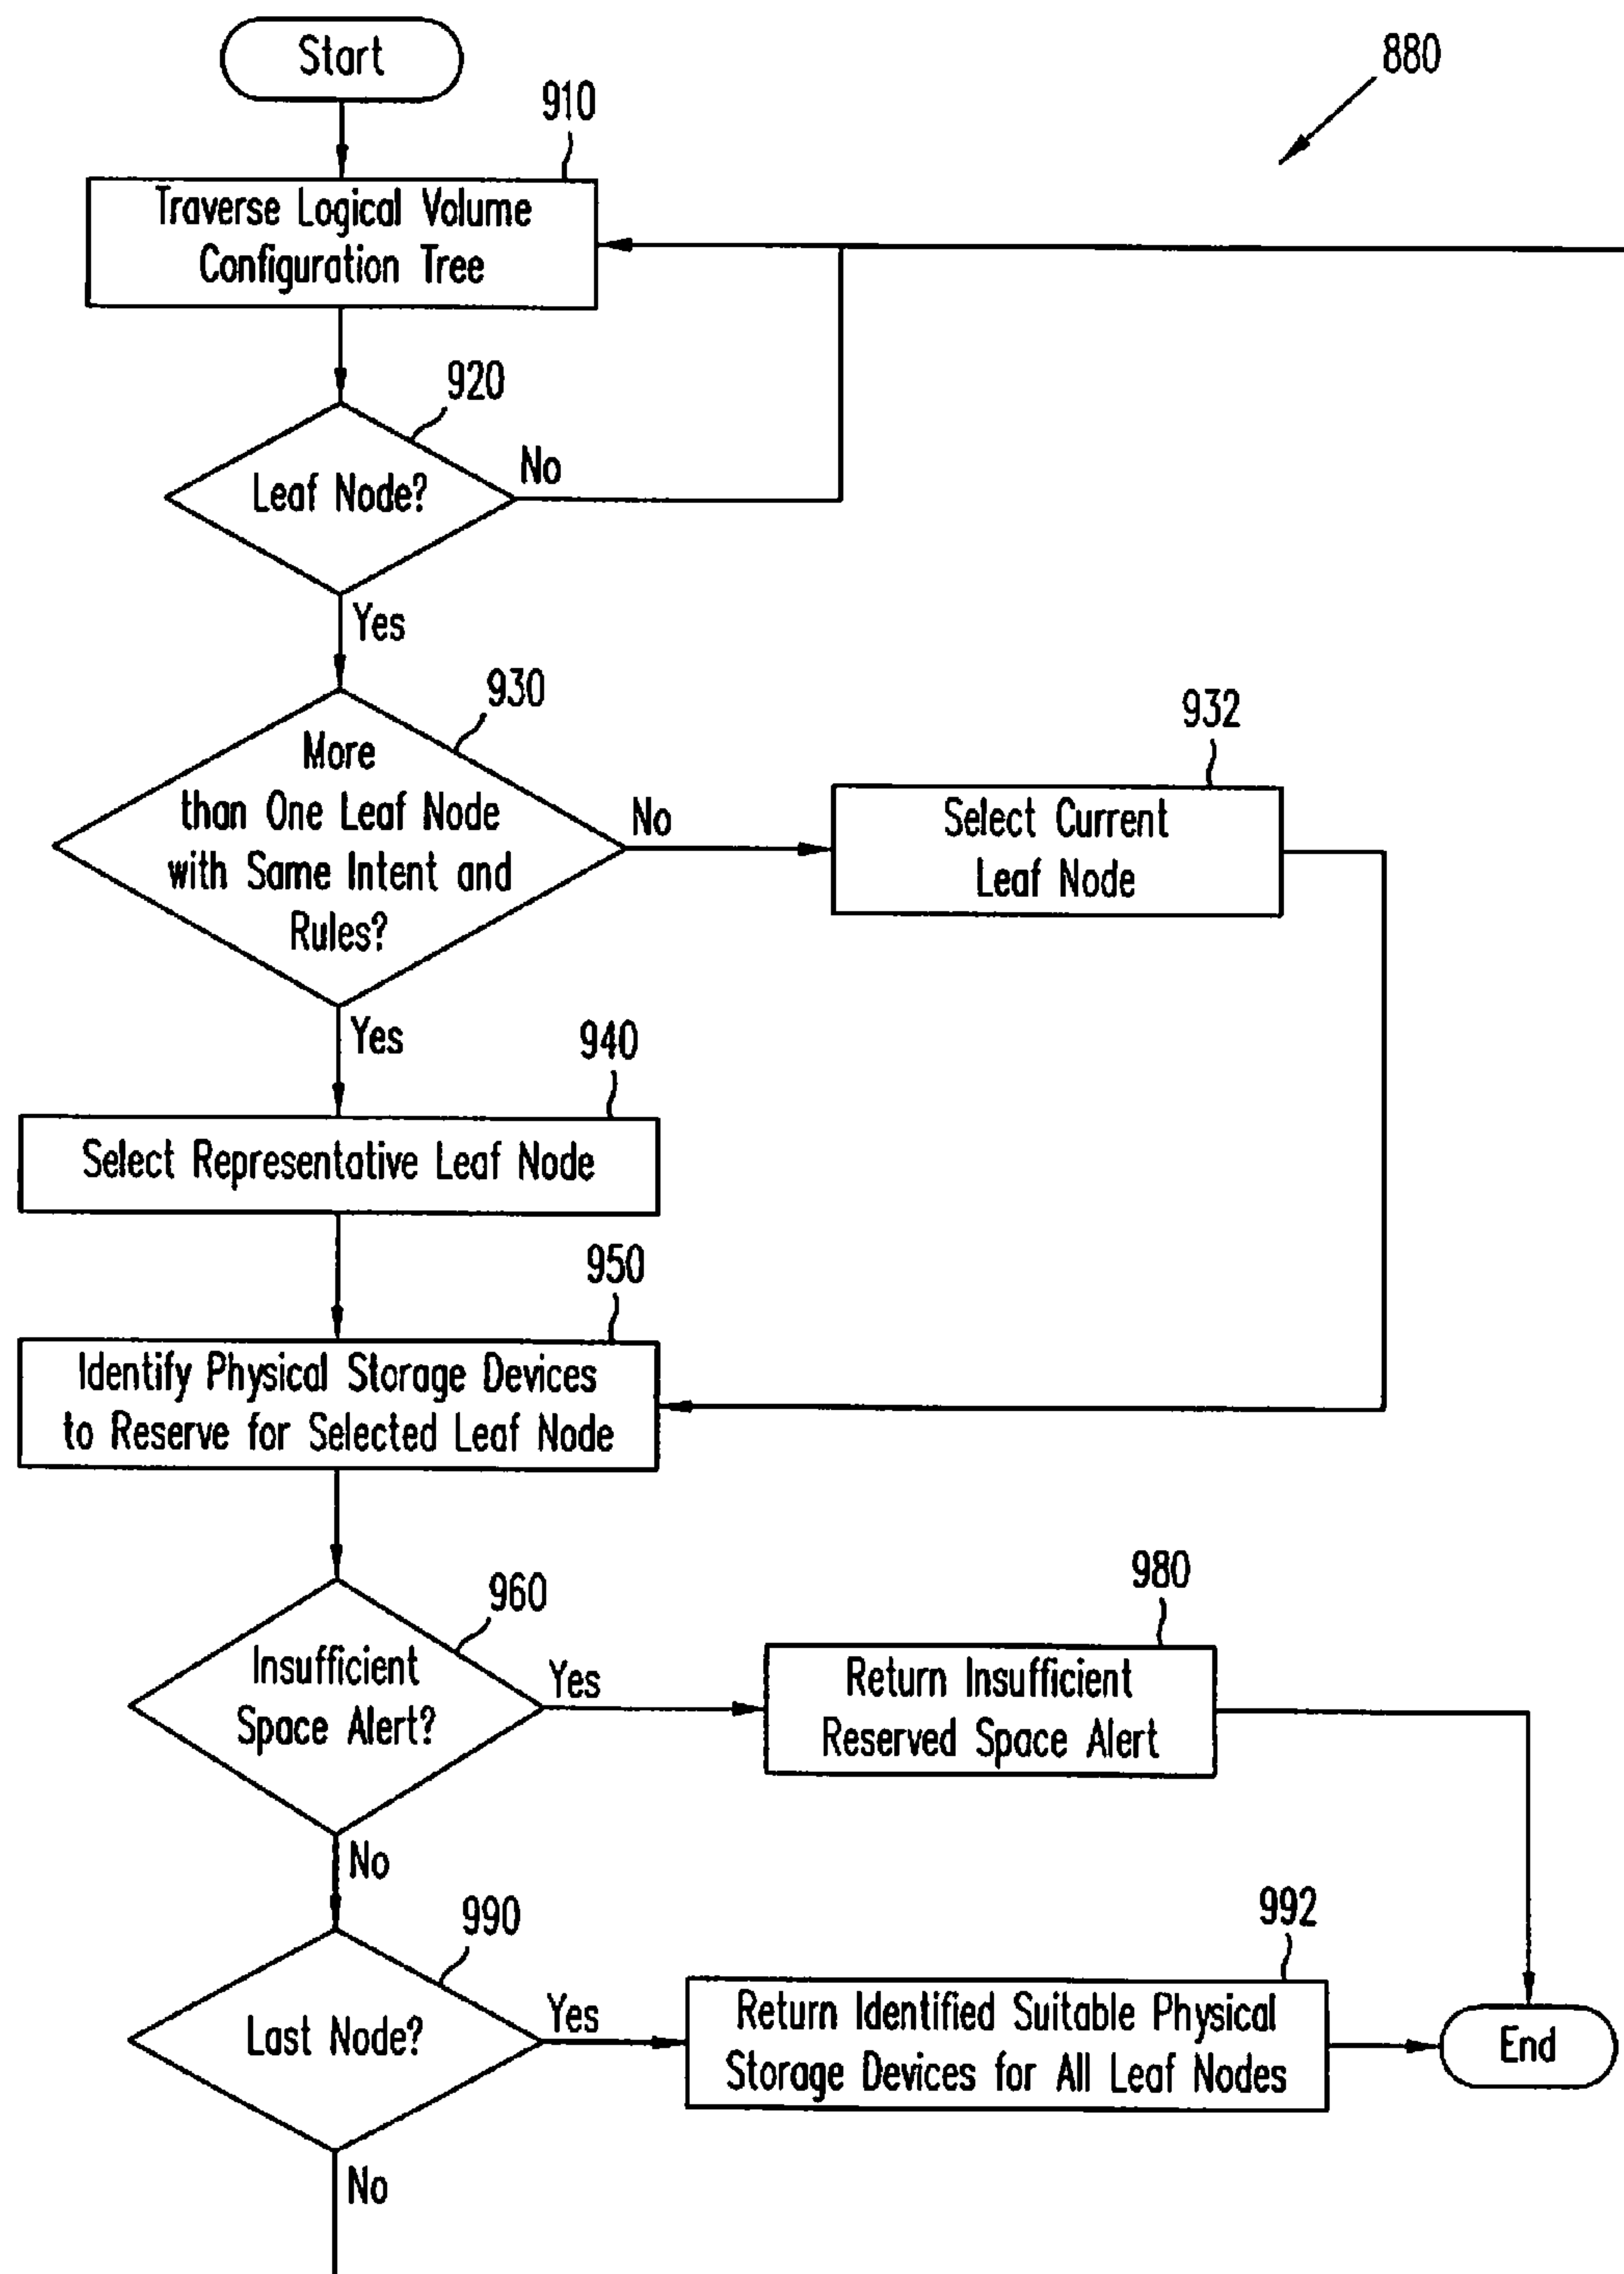 Start
880
910
Traverse Logical Volume
Configuration Tree
920
Leaf Node?
No
Yes
930
More
than One Leaf Node
with Same Intent and
Rules?
No
932
Select Current
Leaf Node
Yes
940
Select Representative Leaf Node
950
Identify Physical Storage Devices
to Reserve for Selected Leaf Node
960
Insufficient
Space Alert?
Yes
980
Return Insufficient
Reserved Space Alert
No
990
Last Node?
Yes
992
Return Identified Suitable Physical
Storage Devices for All Leaf Nodes
End
No